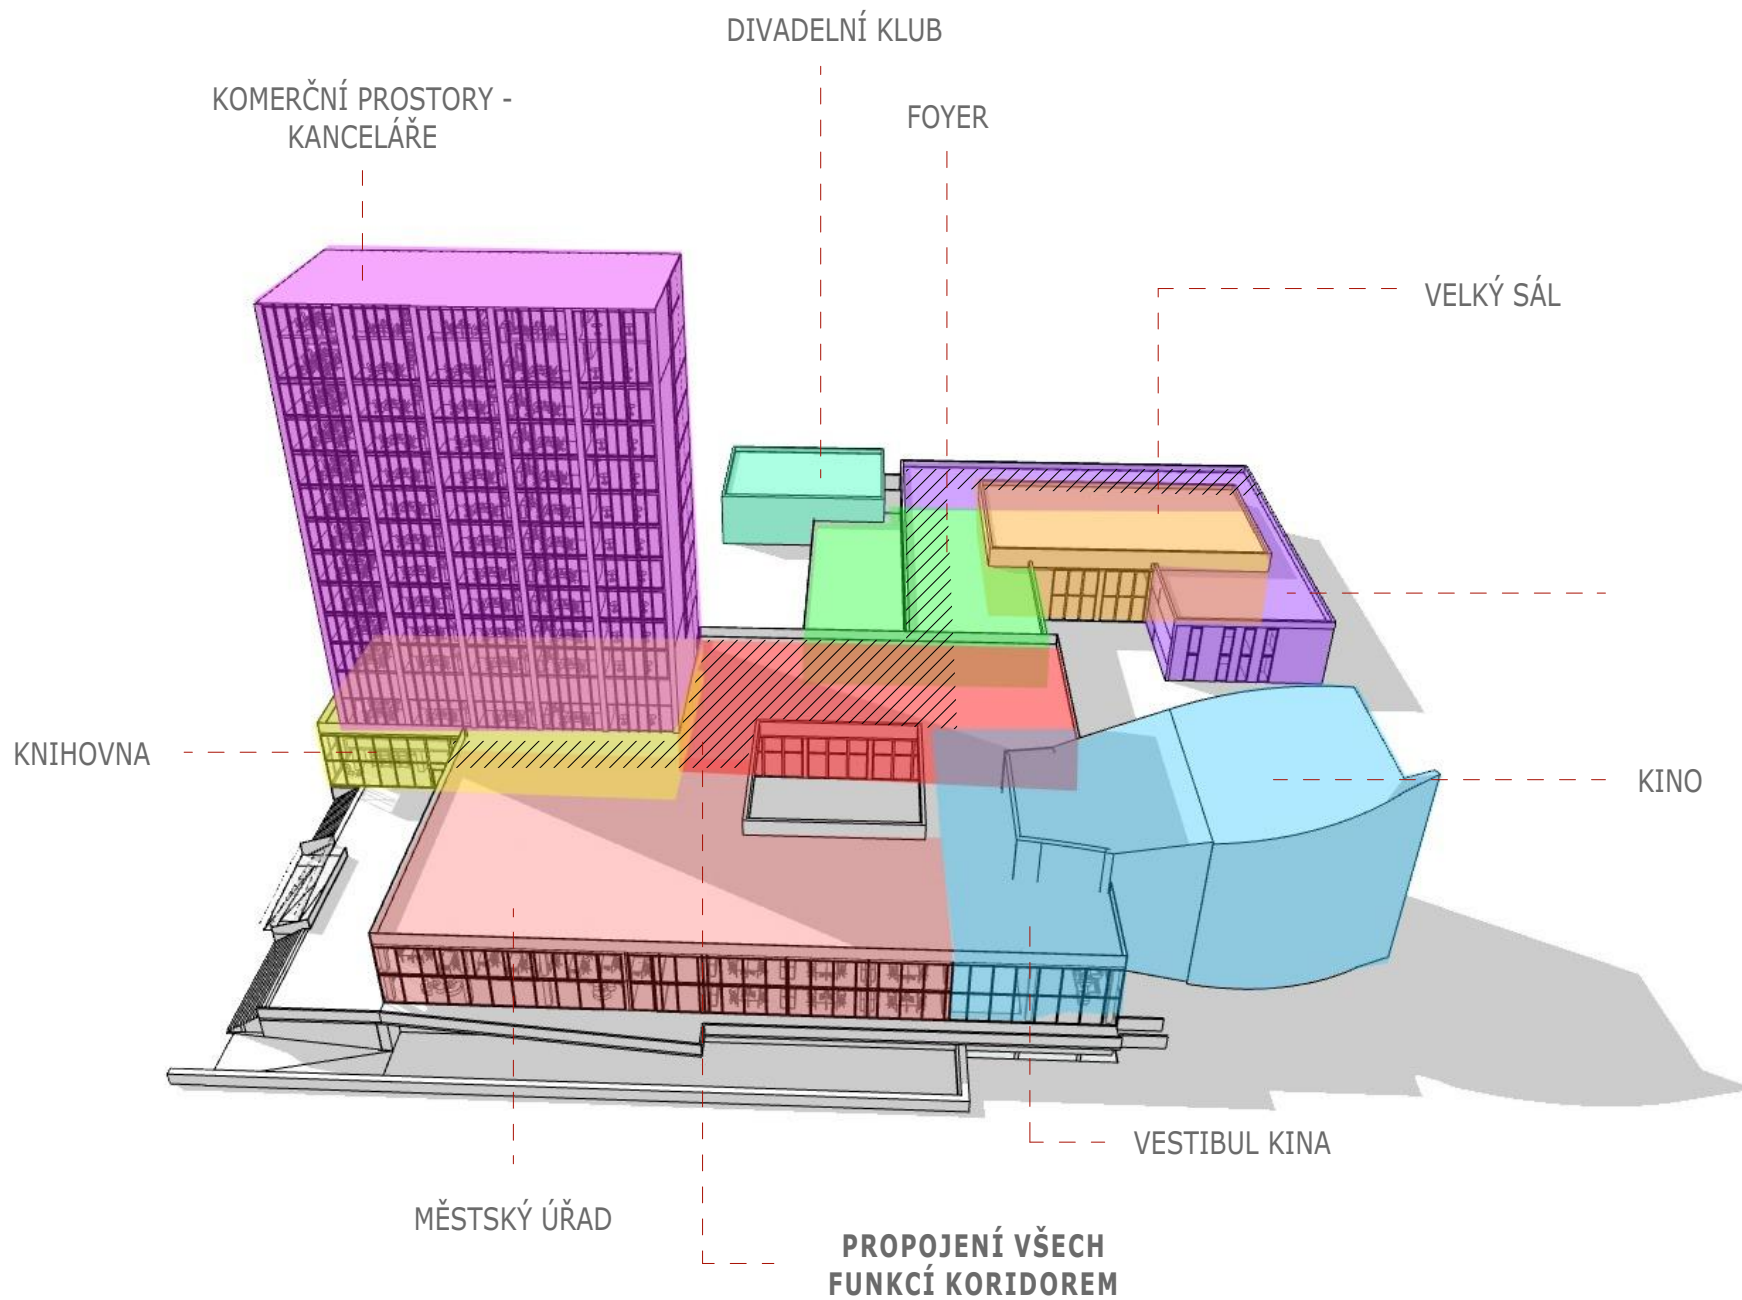 DIVADELNÍ KLUB
KOMERČNÍ PROSTORY -
KANCELÁŘE
FOYER
VELKÝ SÁL
KNIHOVNA
KINO
VESTIBUL KINA
MĚSTSKÝ ÚŘAD
PROPOJENÍ VŠECH
FUNKCÍ KORIDOREM